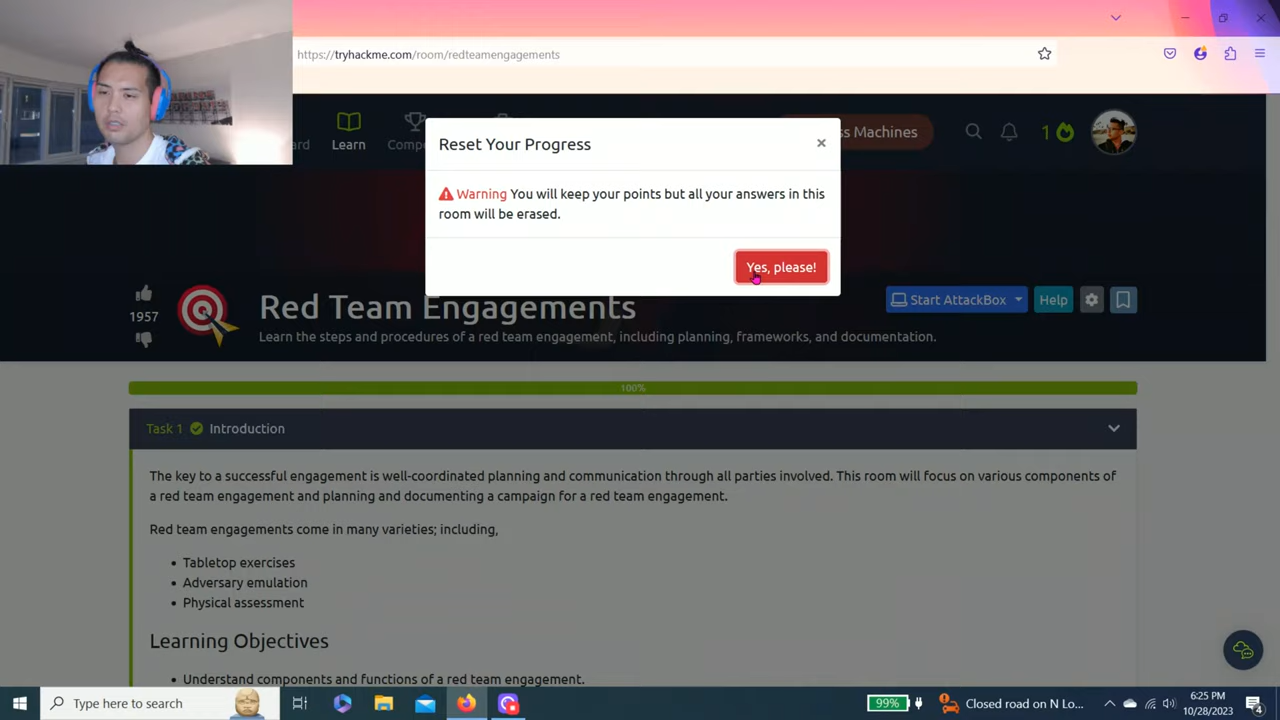 https://tryhackme.com/room/redteamengagements
Learn
Reset Your Progress
×
Machines
1
Warning You will keep your points but all your answers in this
room will be erased.
Yes, please!
1957
Red Team Engagements
Start AttackBox
Help
Learn the steps and procedures of a red team engagement, including planning, frameworks, and documentation.
100%
Task 1 Introduction
The key to a successful engagement is well-coordinated planning and communication through all parties involved. This room will focus on various components of
a red team engagement and planning and documenting a campaign for a red team engagement.
Red team engagements come in many varieties; including,
• Tabletop exercises
• Adversary emulation
• Physical assessment
Learning Objectives
• Understand components and functions of a red team engagement.
Type here to search
99%
Closed road on N Lo...
6:25 PM
10/28/2023
4